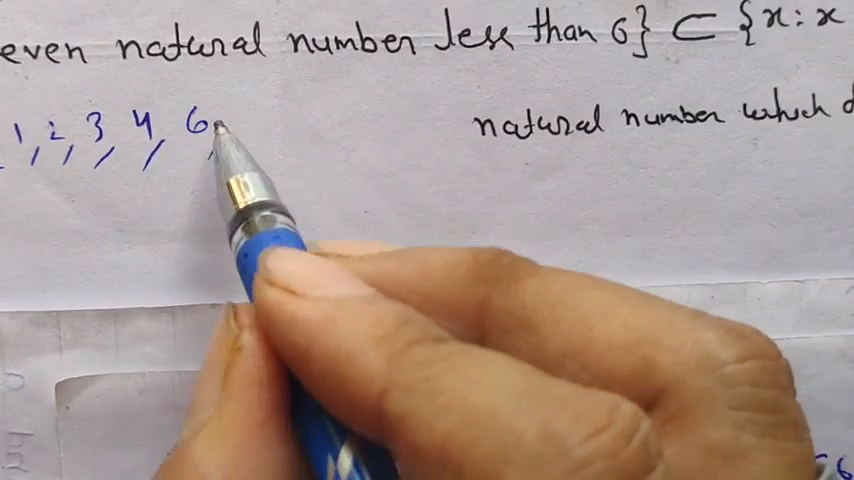 even natural number less than 6} ⊂ {x : x
natural number which d
1, 2, 3, 4, 6,